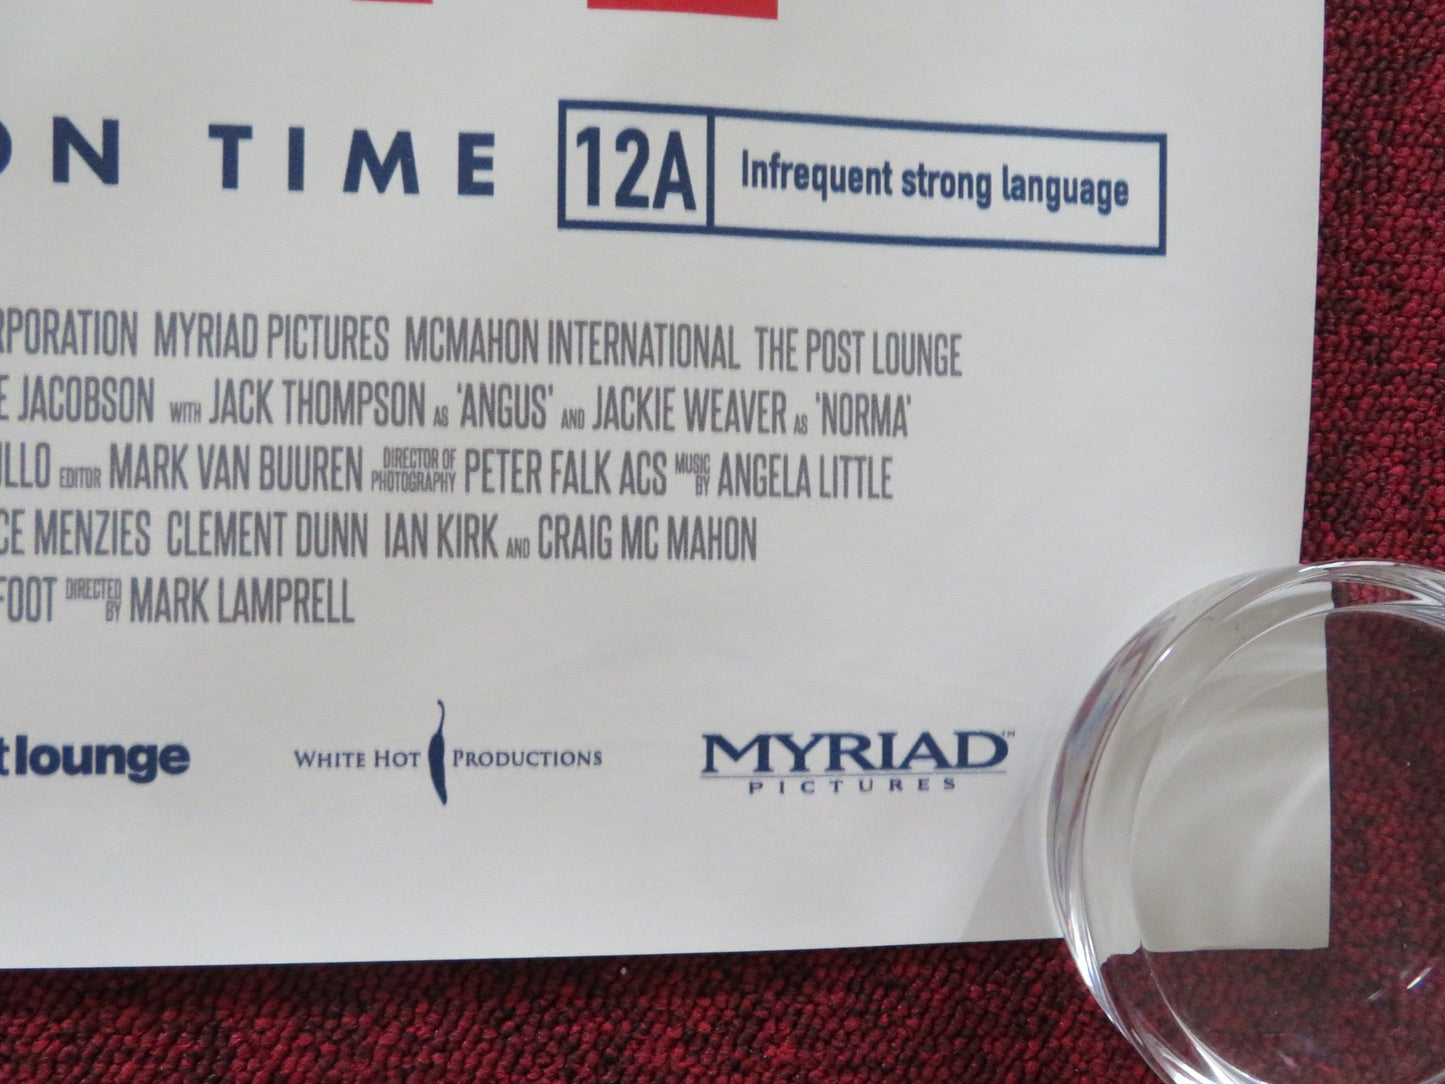 ON TIME
12A Infrequent strong language
RPORATION MYRIAD PICTURES MCMAHON INTERNATIONAL THE POST LOUNGE
E JACOBSON WITH JACK THOMPSON AS 'ANGUS' AND JACKIE WEAVER AS 'NORMA'
ILLO EDITOR MARK VAN BUUREN DIRECTOR OF PHOTOGRAPHY PETER FALK ACS MUSIC BY ANGELA LITTLE
CE MENZIES CLEMENT DUNN IAN KIRK AND CRAIG MC MAHON
FOOT DIRECTED BY MARK LAMPRELL
t lounge
WHITE HOT PRODUCTIONS
MYRIAD™
PICTURES